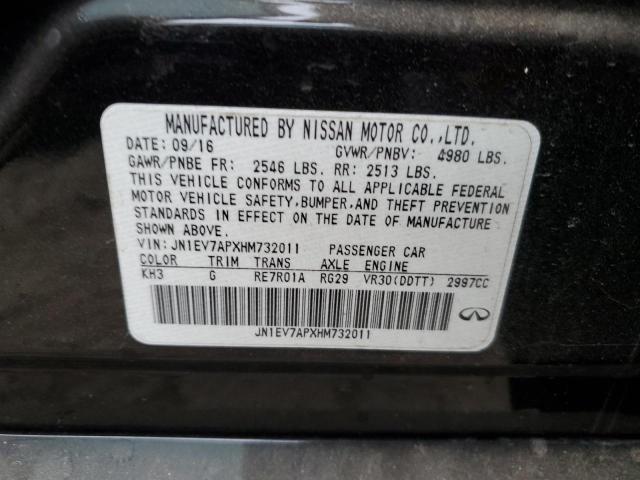 MANUFACTURED BY NISSAN MOTOR CO.,LTD.
DATE: 09/16 GVWR/PNBV: 4980 LBS.
GAWR/PNBE FR: 2546 LBS. RR: 2513 LBS.
THIS VEHICLE CONFORMS TO ALL APPLICABLE FEDERAL
MOTOR VEHICLE SAFETY,BUMPER,AND THEFT PREVENTION
STANDARDS IN EFFECT ON THE DATE OF MANUFACTURE
SHOWN ABOVE.
VIN: JN1EV7APXHM732011 PASSENGER CAR
COLOR TRIM TRANS AXLE ENGINE
KH3 G RE7R01A RG29 VR30(DDTT) 2997CC
JN1EV7APXHM732011